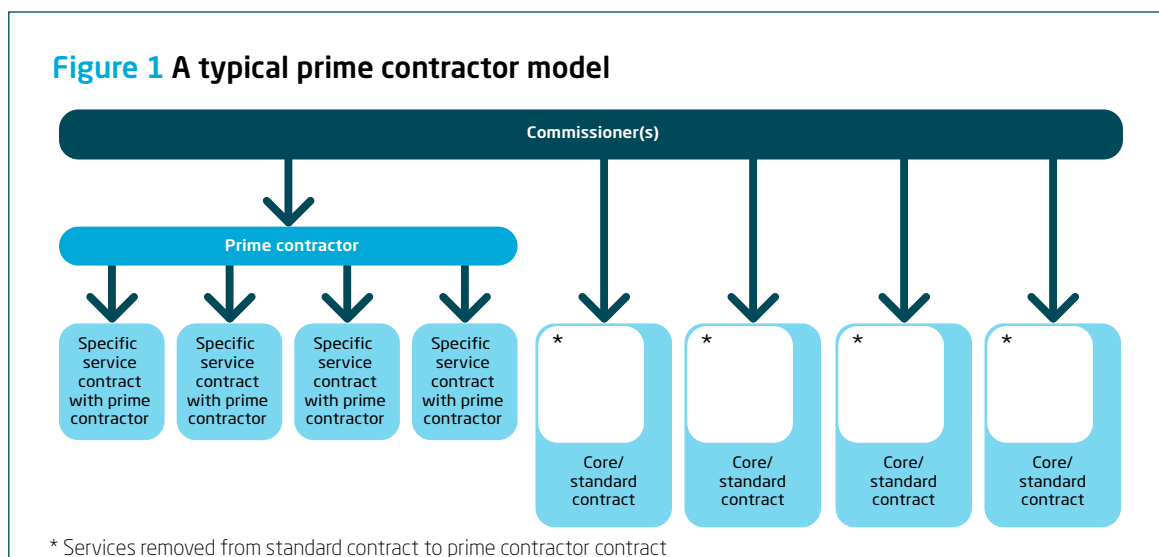 Figure 1 A typical prime contractor model
Commissioner(s)
Prime contractor
Specific
service
contract
with prime
contractor
Specific
service
contract
with prime
contractor
Specific
service
contract
with prime
contractor
Specific
service
contract
with prime
contractor
*
Core/
standard
contract
*
Core/
standard
contract
*
Core/
standard
contract
*
Core/
standard
contract
* Services removed from standard contract to prime contractor contract